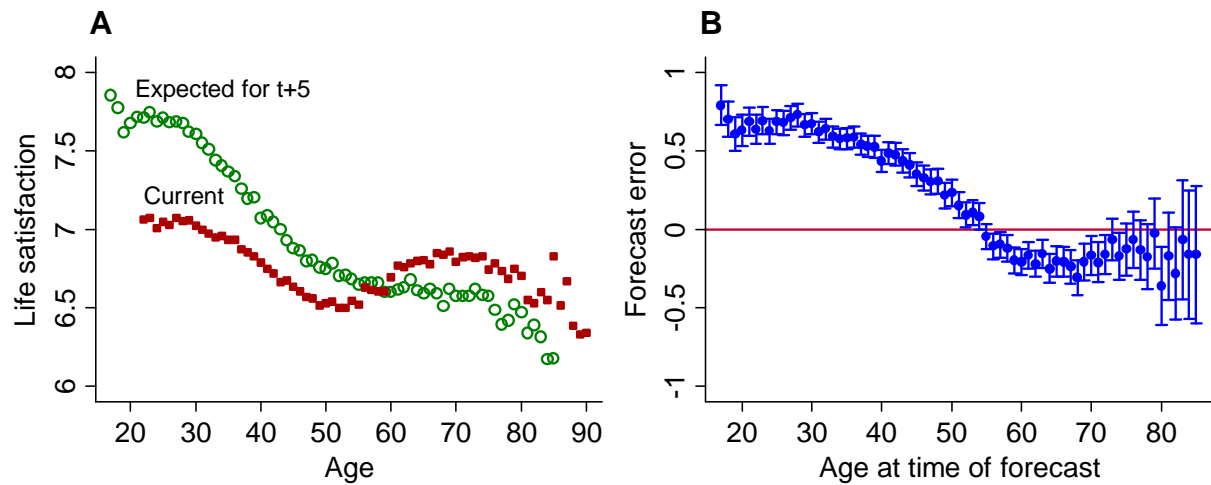 A
Life satisfaction
8
7.5
7
6.5
6
Expected for t+5
Current
20 30 40 50 60 70 80 90
Age
B
Forecast error
1
0.5
0
-0.5
-1
20 30 40 50 60 70 80
Age at time of forecast